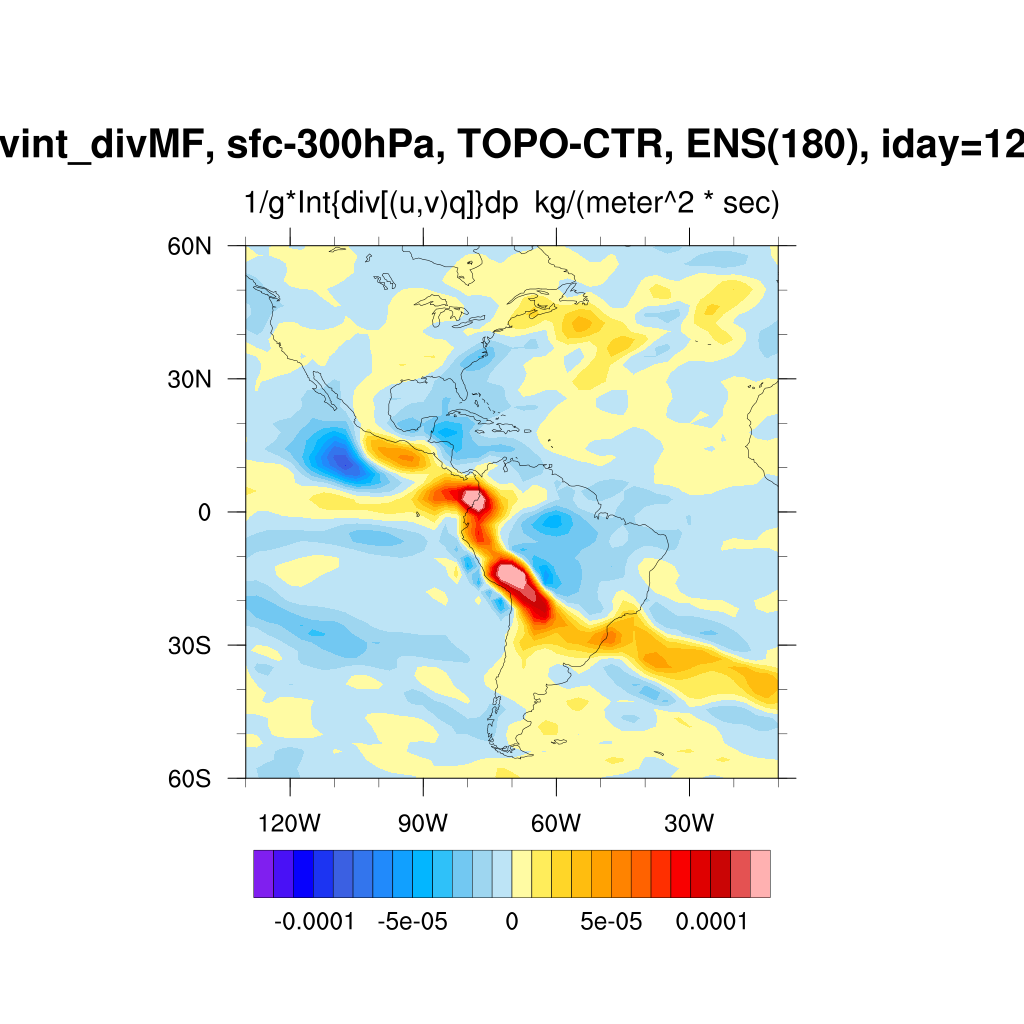 vint_divMF, sfc-300hPa, TOPO-CTR, ENS(180), iday=12
1/g*Int{div[(u,v)q]}dp  kg/(meter^2 * sec)
60N
30N
0
30S
60S
120W 90W 60W 30W
-0.0001 -5e-05 0 5e-05 0.0001